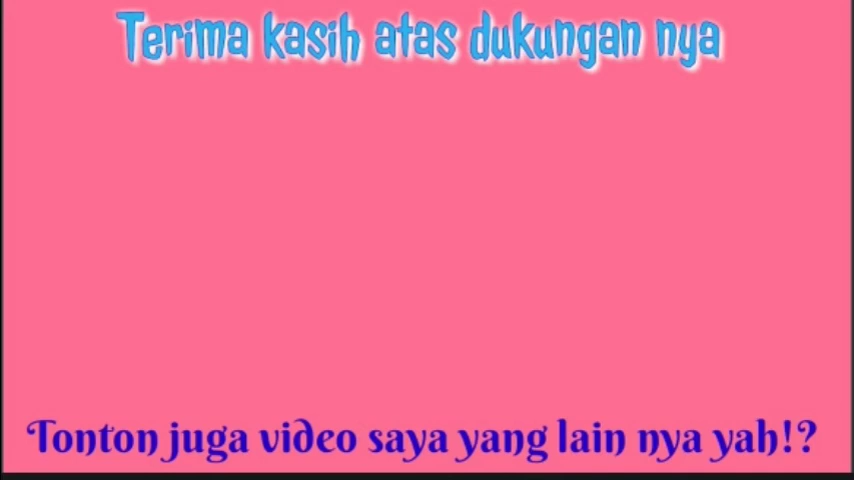 Terima kasih atas dukungan nya
Tonton juga video saya yang lain nya yah!?